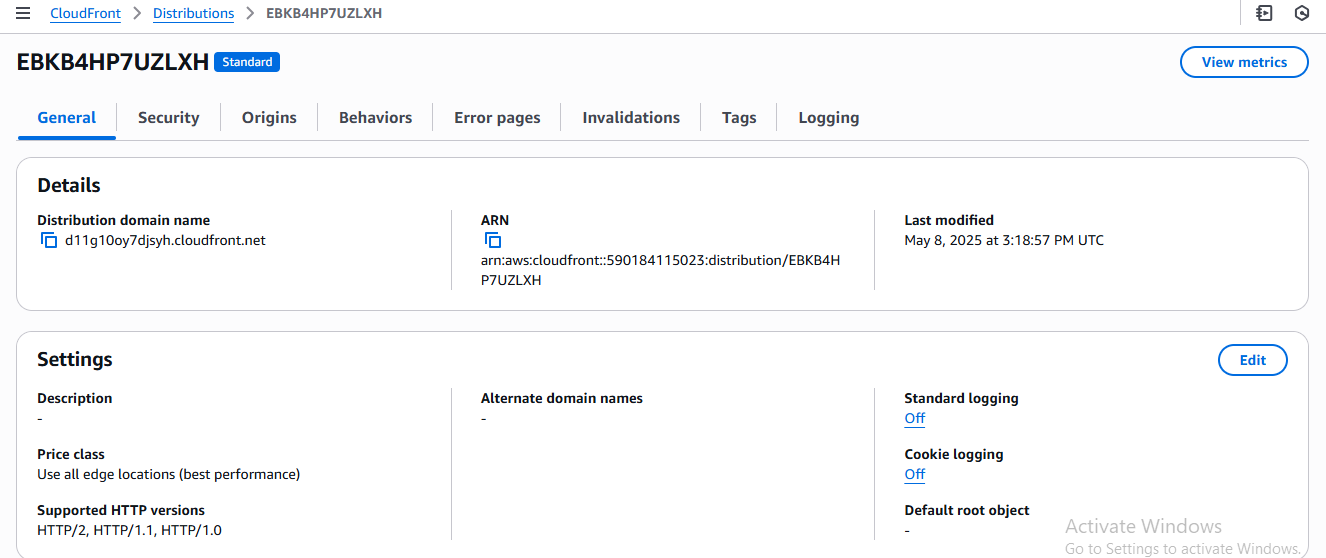 CloudFront > Distributions > EBKB4HP7UZLXH
EBKB4HP7UZLXH Standard
View metrics
General Security Origins Behaviors Error pages Invalidations Tags Logging
Details
Distribution domain name
d11g10oy7djsyh.cloudfront.net
ARN
arn:aws:cloudfront::590184115023:distribution/EBKB4H
P7UZLXH
Last modified
May 8, 2025 at 3:18:57 PM UTC
Settings
Edit
Description
-
Price class
Use all edge locations (best performance)
Supported HTTP versions
HTTP/2, HTTP/1.1, HTTP/1.0
Alternate domain names
-
Standard logging
Off
Cookie logging
Off
Default root object
-
Activate Windows
Go to Settings to activate Windows.